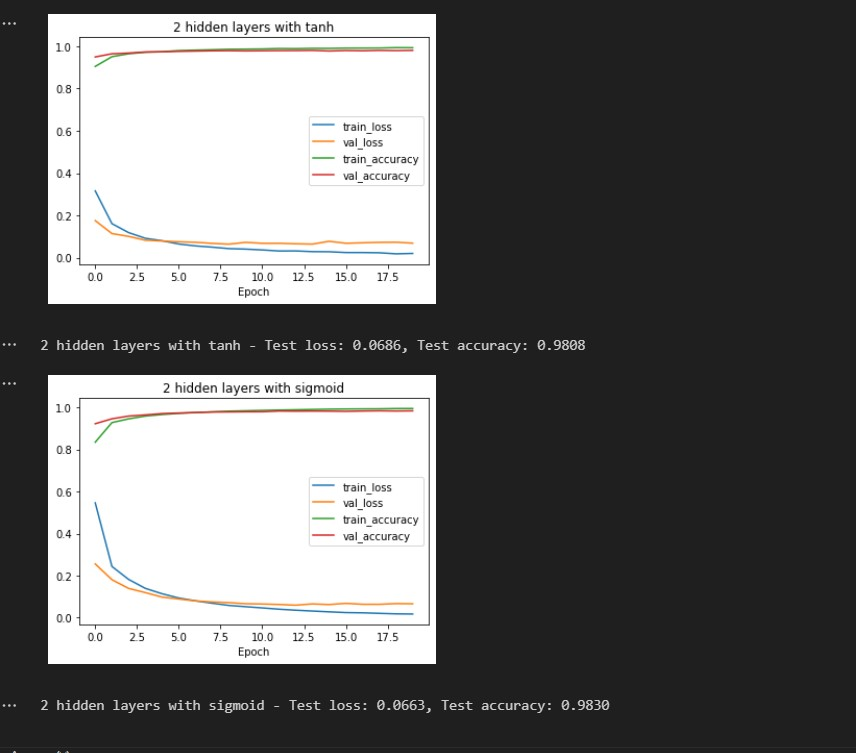 2 hidden layers with tanh
1.0
0.8
0.6
0.4
0.2
0.0
train_loss
val_loss
train_accuracy
val_accuracy
0.0 2.5 5.0 7.5 10.0 12.5 15.0 17.5
Epoch
2 hidden layers with tanh - Test loss: 0.0686, Test accuracy: 0.9808
2 hidden layers with sigmoid
1.0
0.8
0.6
0.4
0.2
0.0
train_loss
val_loss
train_accuracy
val_accuracy
0.0 2.5 5.0 7.5 10.0 12.5 15.0 17.5
Epoch
2 hidden layers with sigmoid - Test loss: 0.0663, Test accuracy: 0.9830